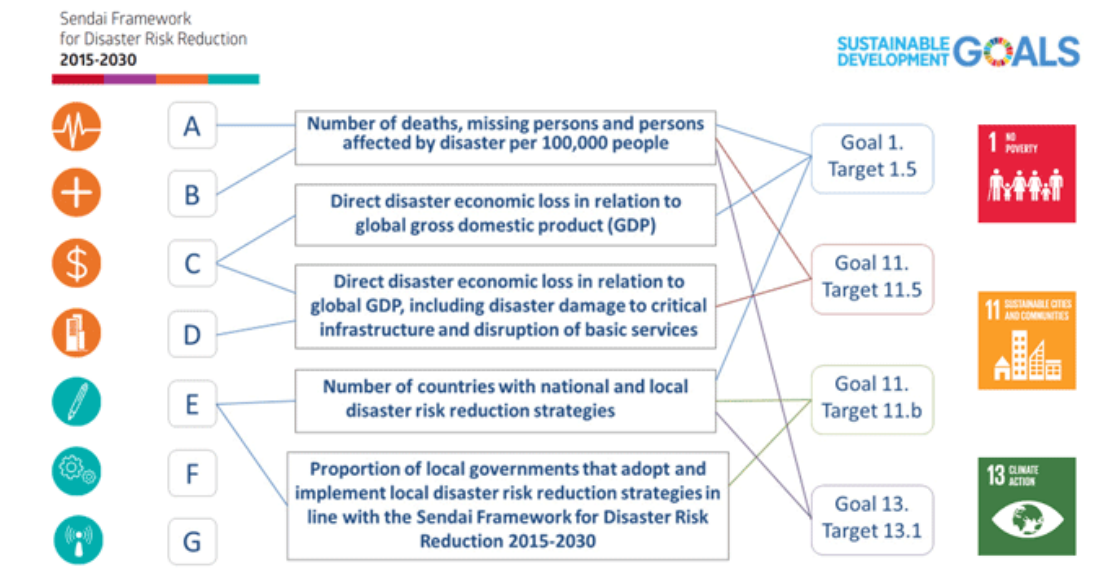 Sendai Framework
for Disaster Risk Reduction
2015-2030
SUSTAINABLE
DEVELOPMENT
GOALS
A
B
C
D
E
F
G
Number of deaths, missing persons and persons
affected by disaster per 100,000 people
Direct disaster economic loss in relation to
global gross domestic product (GDP)
Direct disaster economic loss in relation to
global GDP, including disaster damage to critical
infrastructure and disruption of basic services
Number of countries with national and local
disaster risk reduction strategies
Proportion of local governments that adopt and
implement local disaster risk reduction strategies in
line with the Sendai Framework for Disaster Risk
Reduction 2015-2030
Goal 1.
Target 1.5
Goal 11.
Target 11.5
Goal 11.
Target 11.b
Goal 13.
Target 13.1
1 NO
POVERTY
11 SUSTAINABLE CITIES
AND COMMUNITIES
13 CLIMATE
ACTION
$